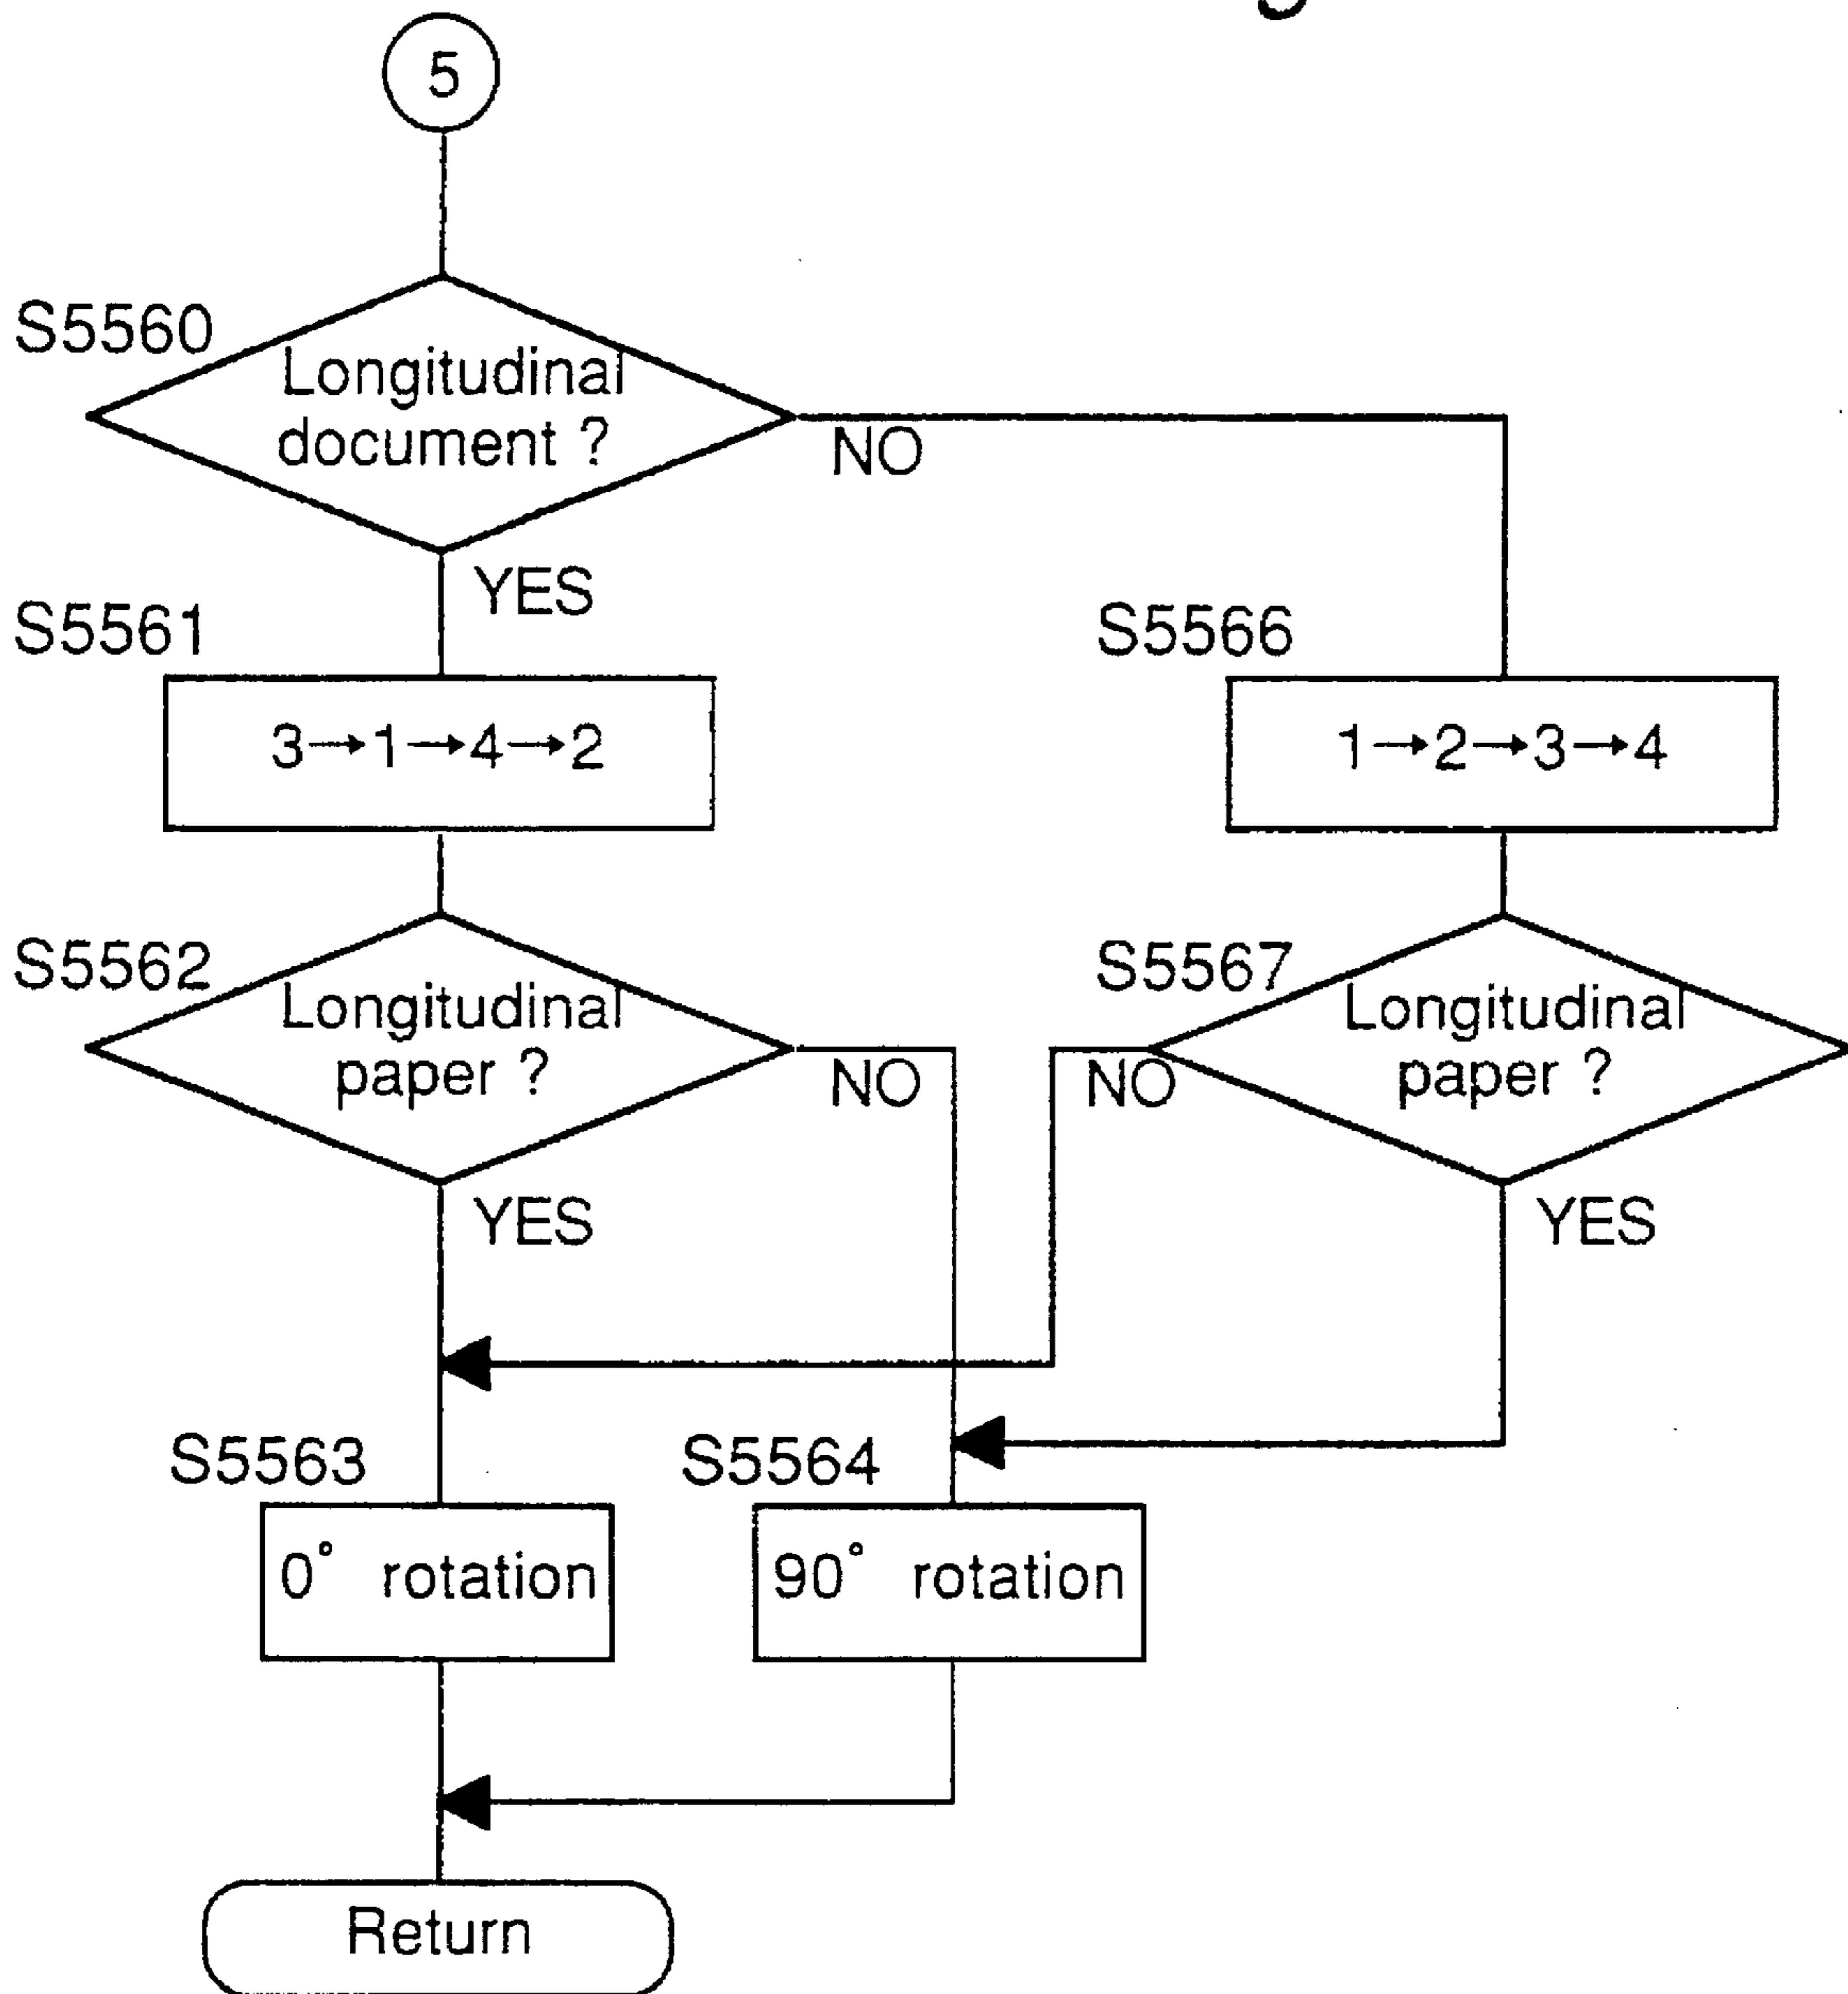 5
S5560
Longitudinal
document ?
NO
YES
S5561
S5566
3→1→4→2
1→2→3→4
S5562
S5567
Longitudinal
paper ?
Longitudinal
paper ?
NO
NO
YES
YES
S5563
S5564
0° rotation
90° rotation
Return